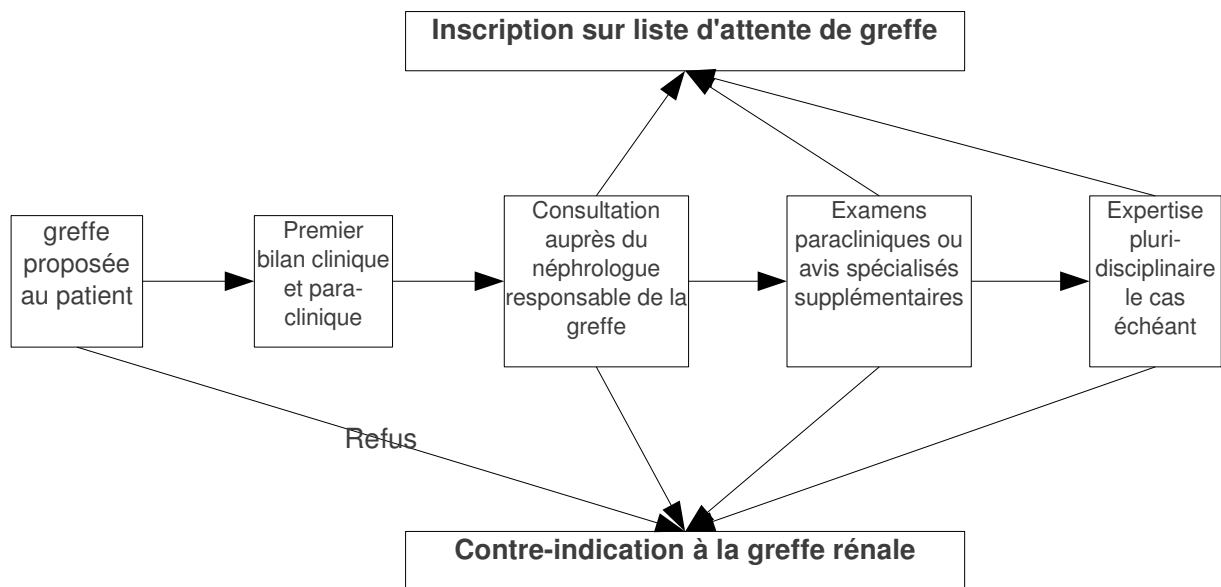 Inscription sur liste d'attente de greffe
greffe
proposée
au patient
Premier
bilan clinique
et para-
clinique
Consultation
auprès du
néphrologue
responsable de la
greffe
Examens
paracliniques ou
avis spécialisés
supplémentaires
Expertise
pluri-
disciplinaire
le cas
échéant
Refus
Contre-indication à la greffe rénale